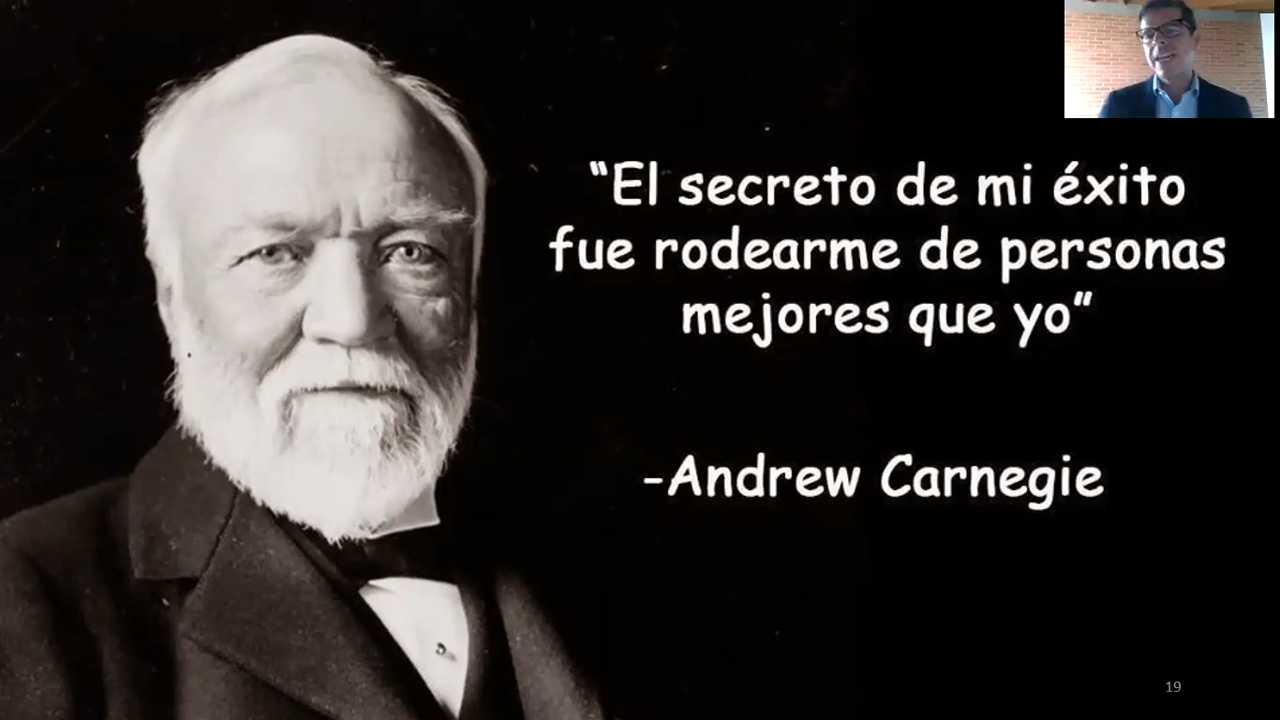 “El secreto de mi éxito
fue rodearme de personas
mejores que yo”
-Andrew Carnegie
19